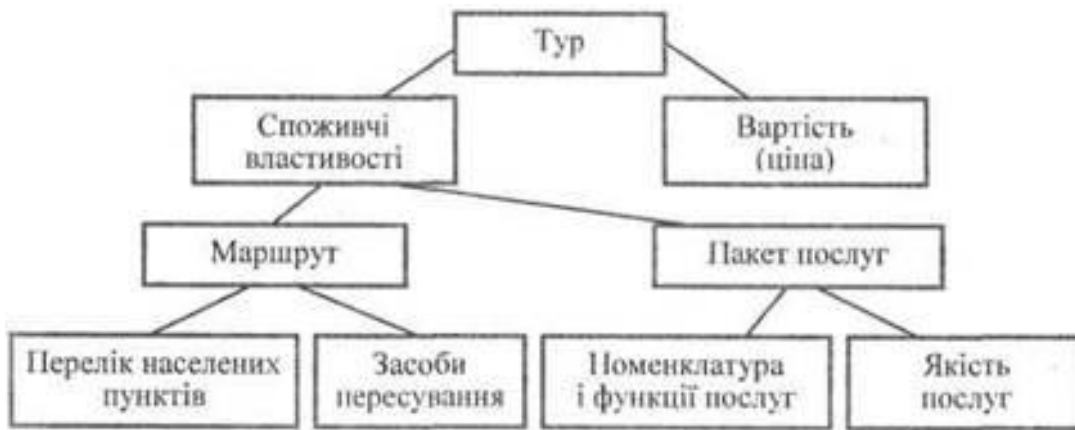 Тур
Споживчі
властивості
Вартість
(ціна)
Маршрут
Пакет послуг
Перелік населених
пунктів
Засоби
пересування
Номенклатура
і функції послуг
Якість
послуг